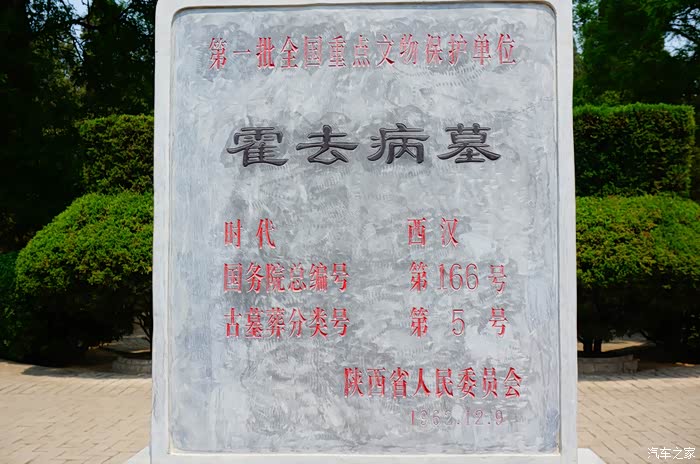 第一批全国重点文物保护单位
霍去病墓
时代 西汉
国务院总编号 第166号
古墓葬分类号 第5号
陕西省人民委员会
汽车之家